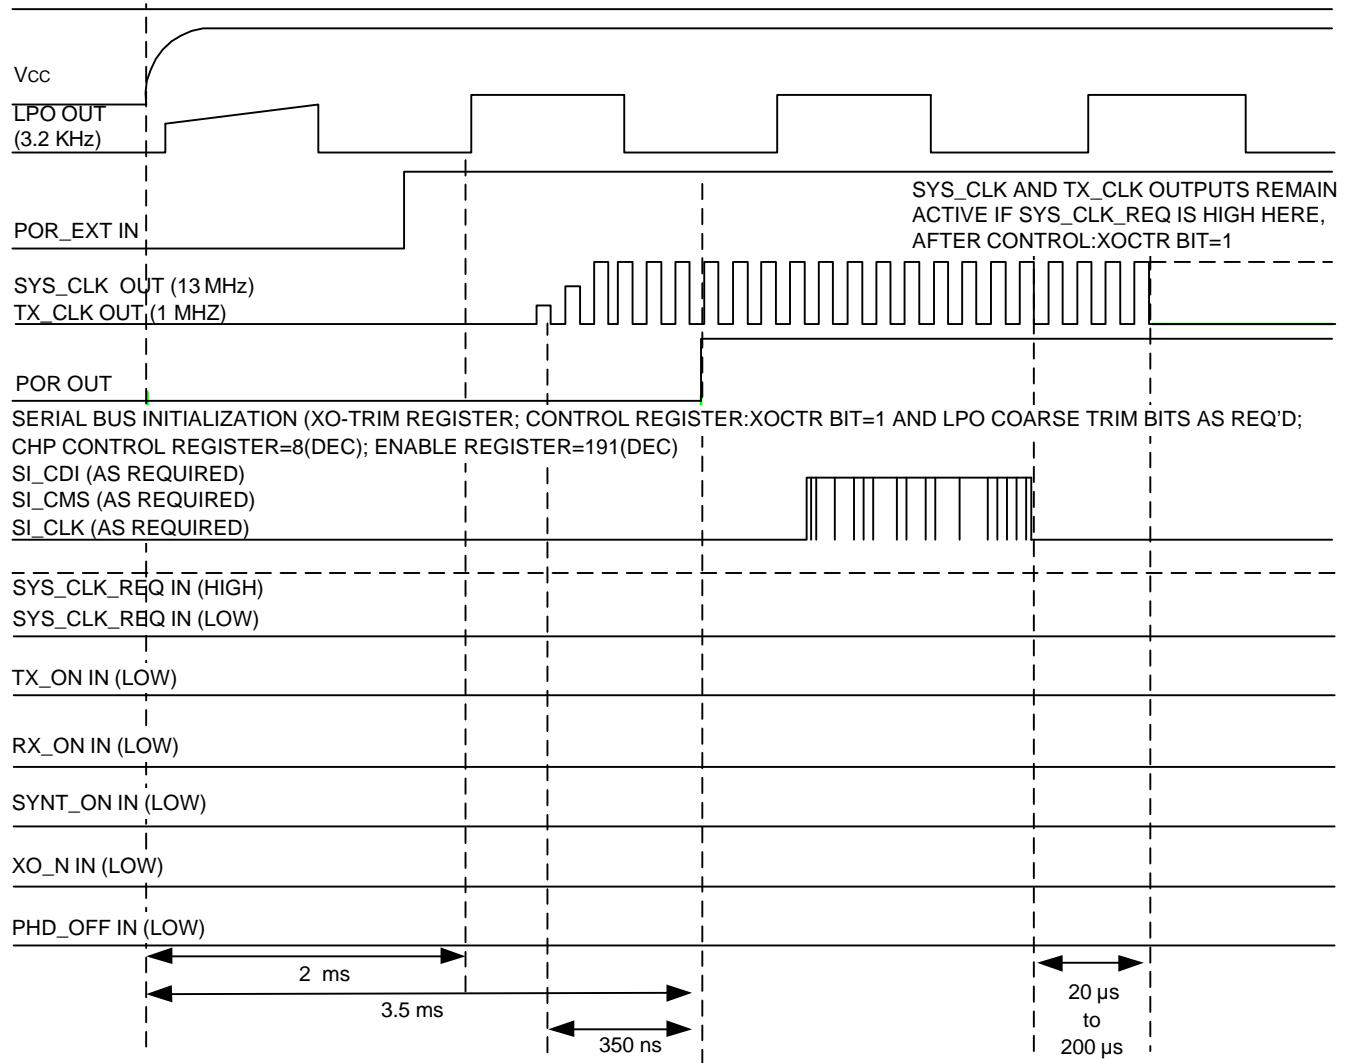 VCC
LPO OUT
(3.2 KHz)
SYS_CLK AND TX_CLK OUTPUTS REMAIN
ACTIVE IF SYS_CLK_REQ IS HIGH HERE,
AFTER CONTROL:XOCTR BIT=1
POR_EXT IN
SYS_CLK OUT (13 MHz)
TX_CLK OUT (1 MHZ)
POR OUT
SERIAL BUS INITIALIZATION (XO-TRIM REGISTER; CONTROL REGISTER:XOCTR BIT=1 AND LPO COARSE TRIM BITS AS REQ'D;
CHP CONTROL REGISTER=8(DEC); ENABLE REGISTER=191(DEC)
SI_CDI (AS REQUIRED)
SI_CMS (AS REQUIRED)
SI_CLK (AS REQUIRED)
SYS_CLK_REQ IN (HIGH)
SYS_CLK_REQ IN (LOW)
TX_ON IN (LOW)
RX_ON IN (LOW)
SYNT_ON IN (LOW)
XO_N IN (LOW)
PHD_OFF IN (LOW)
2 ms
3.5 ms
350 ns
20 µs
to
200 µs